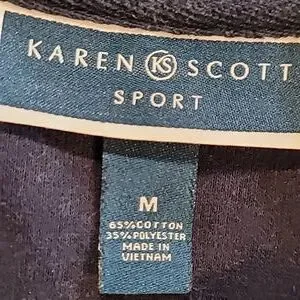 KAREN KS SCOTT
SPORT
M
65% COTTON
35% POLYESTER
MADE IN
VIETNAM